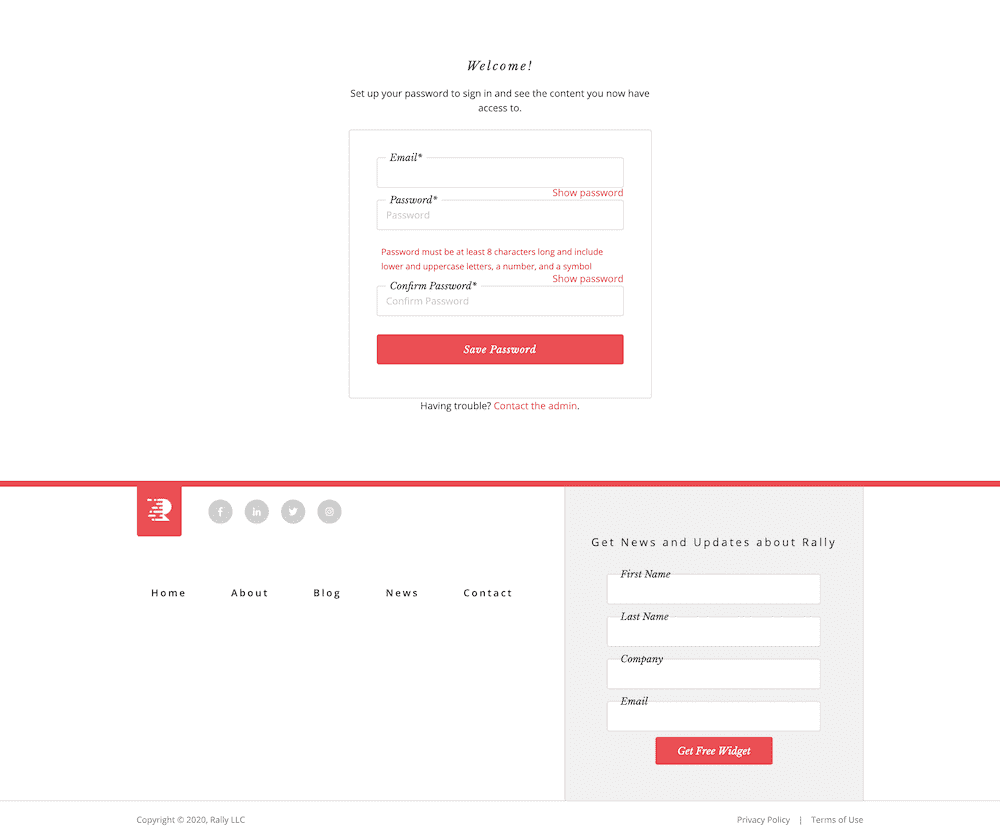 Welcome!
Set up your password to sign in and see the content you now have
access to.
Email*
Show password
Password*
Password
Password must be at least 8 characters long and include
lower and uppercase letters, a number, and a symbol
Show password
Confirm Password*
Confirm Password
Save Password
Having trouble? Contact the admin.
R
f in
Home About Blog News Contact
Get News and Updates about Rally
First Name
Last Name
Company
Email
Get Free Widget
Copyright © 2020, Rally LLC
Privacy Policy | Terms of Use